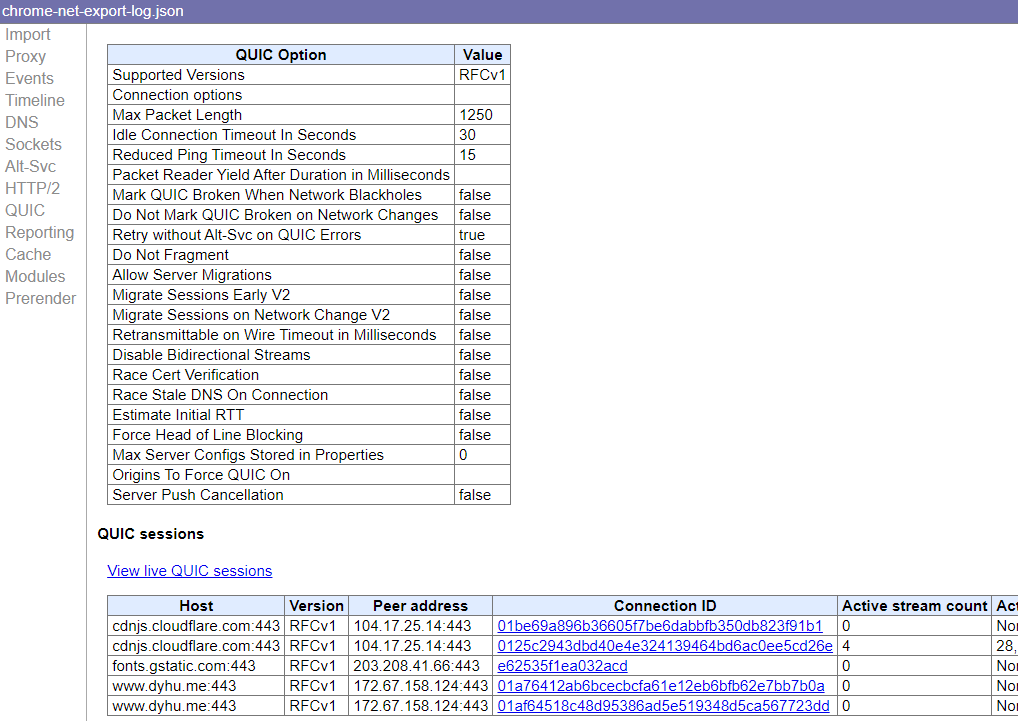 chrome-net-export-log.json
Import
Proxy
Events
Timeline
DNS
Sockets
Alt-Svc
HTTP/2
QUIC
Reporting
Cache
Modules
Prerender
QUIC Option Value
Supported Versions RFCv1
Connection options
Max Packet Length 1250
Idle Connection Timeout In Seconds 30
Reduced Ping Timeout In Seconds 15
Packet Reader Yield After Duration in Milliseconds
Mark QUIC Broken When Network Blackholes false
Do Not Mark QUIC Broken on Network Changes false
Retry without Alt-Svc on QUIC Errors true
Do Not Fragment false
Allow Server Migrations false
Migrate Sessions Early V2 false
Migrate Sessions on Network Change V2 false
Retransmittable on Wire Timeout in Milliseconds false
Disable Bidirectional Streams false
Race Cert Verification false
Race Stale DNS On Connection false
Estimate Initial RTT false
Force Head of Line Blocking false
Max Server Configs Stored in Properties 0
Origins To Force QUIC On
Server Push Cancellation false
QUIC sessions
View live QUIC sessions
Host Version Peer address Connection ID Active stream count Act
cdnjs.cloudflare.com:443 RFCv1 104.17.25.14:443 01be69a896b36605f7be6dabbfb350db823f91b1 0 Nor
cdnjs.cloudflare.com:443 RFCv1 104.17.25.14:443 0125c2943dbd40e4e324139464bd6ac0ee5cd26e 4 28,
fonts.gstatic.com:443 RFCv1 203.208.41.66:443 e62535f1ea032acd 0 Nor
www.dyhu.me:443 RFCv1 172.67.158.124:443 01a76412ab6bcecbcfa61e12eb6bfb62e7bb7b0a 0 Nor
www.dyhu.me:443 RFCv1 172.67.158.124:443 01af64518c48d95386ad5e519348d5ca567723dd 0 Nor